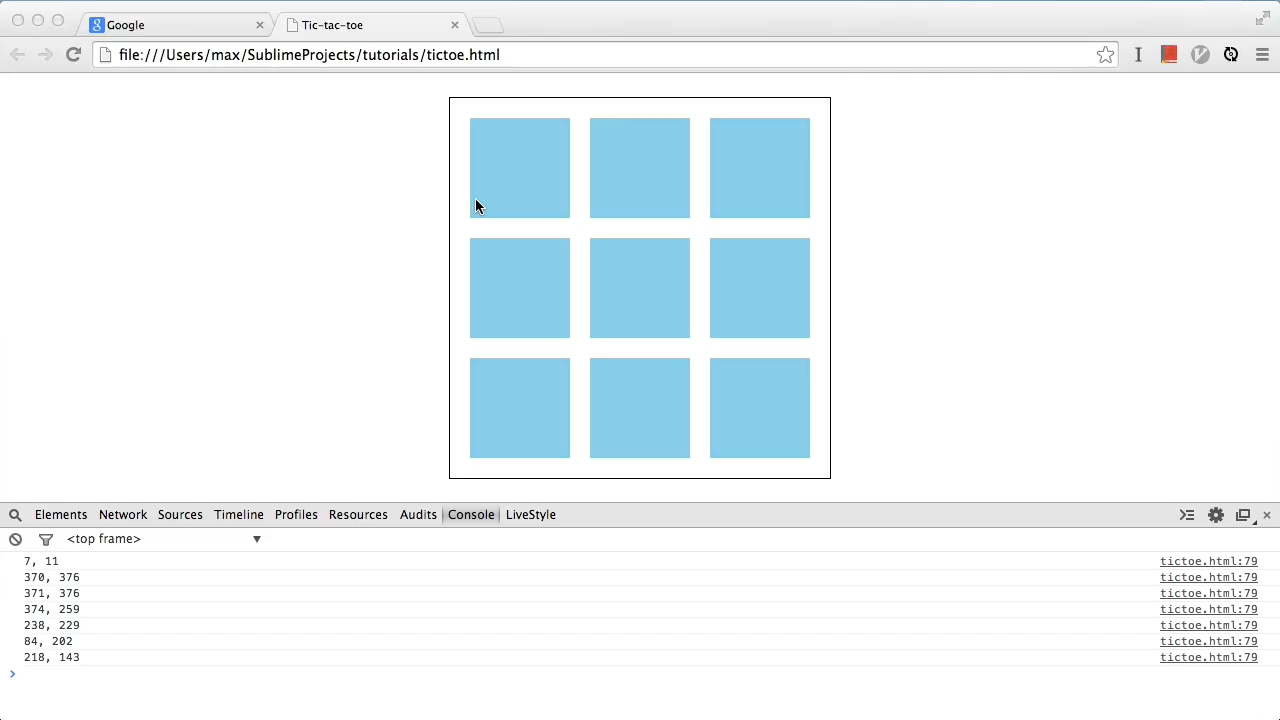 Google
Tic-tac-toe
file:///Users/max/SublimeProjects/tutorials/tictoe.html
Elements Network Sources Timeline Profiles Resources Audits Console LiveStyle
<top frame>
7, 11 tictoe.html:79
370, 376 tictoe.html:79
371, 376 tictoe.html:79
374, 259 tictoe.html:79
238, 229 tictoe.html:79
84, 202 tictoe.html:79
218, 143 tictoe.html:79